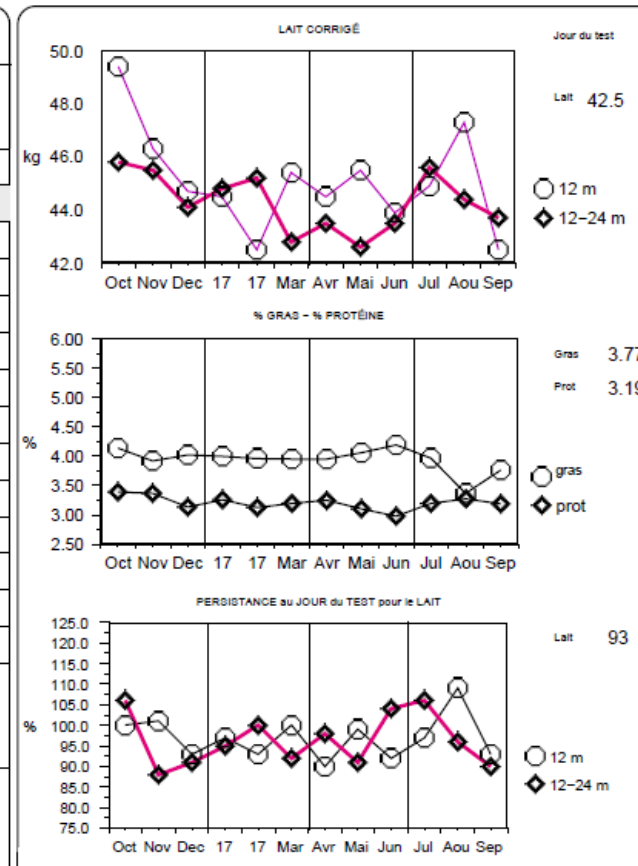 LAIT CORRIGÉ
Jour du test
50.0
48.0
Lait 42.5
kg 46.0
12 m
44.0
12-24 m
42.0
Oct Nov Dec 17 17 Mar Avr Mai Jun Jul Aou Sep
% GRAS - % PROTÉINE
6.00
Gras 3.77
5.50
Prot 3.19
5.00
4.50
% 4.00
gras
3.50
prot
3.00
2.50
Oct Nov Dec 17 17 Mar Avr Mai Jun Jul Aou Sep
PERSISTANCE au JOUR du TEST pour le LAIT
125.0
Lait 93
120.0
115.0
110.0
105.0
% 100.0
95.0
12 m
90.0
12-24 m
85.0
80.0
75.0
Oct Nov Dec 17 17 Mar Avr Mai Jun Jul Aou Sep